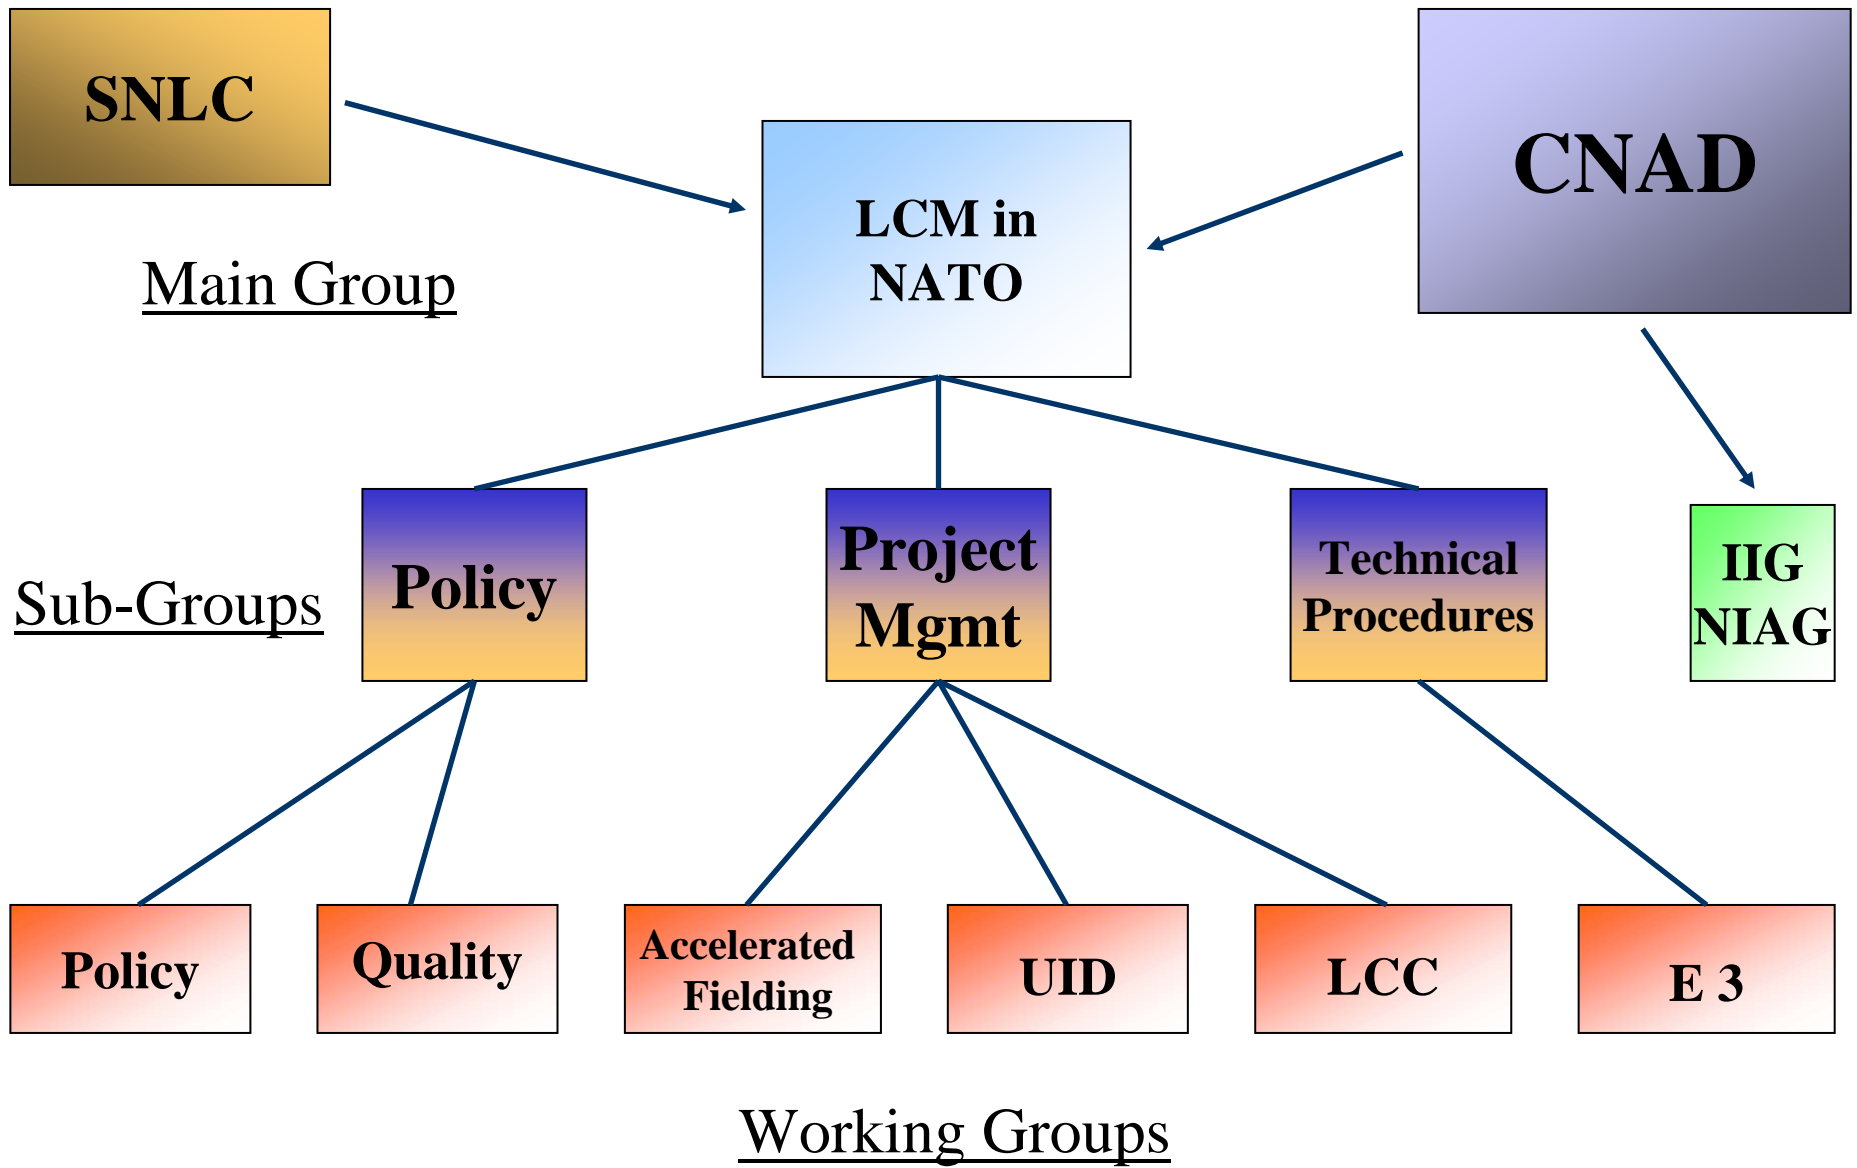 SNLC
CNAD
LCM in
NATO
Main Group
Sub-Groups
Policy
Project
Mgmt
Technical
Procedures
IIG
NIAG
Policy
Quality
Accelerated
Fielding
UID
LCC
E 3
Working Groups